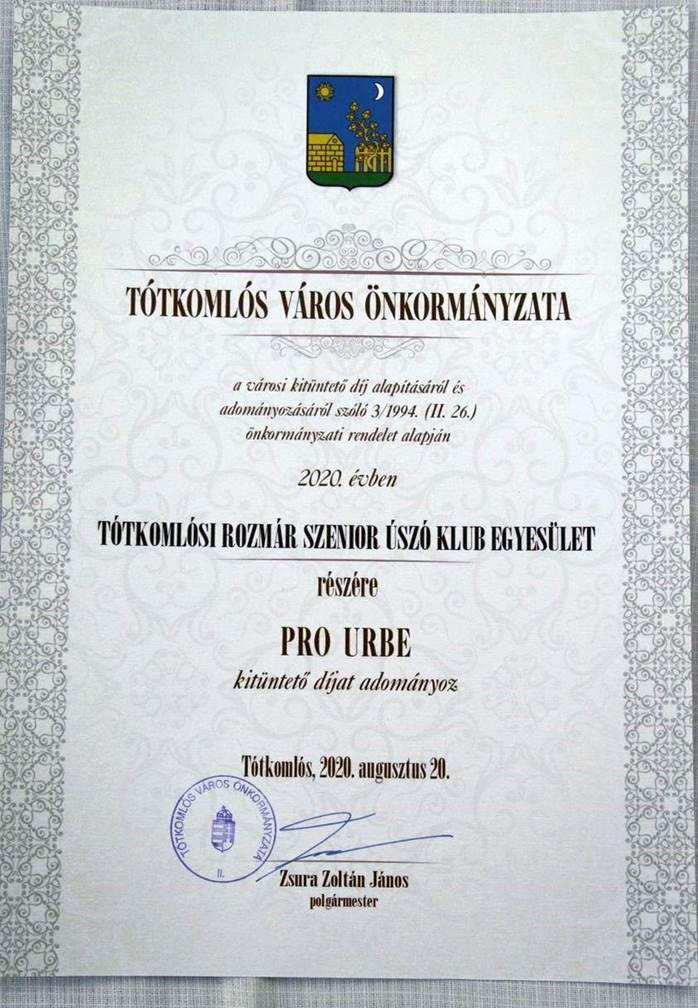 TÓTKOMLÓS VÁROS ÖNKORMÁNYZATA
a városi kitüntető díj alapításáról és
adományozásáról szóló 3/1994. (II. 26.)
önkormányzati rendelet alapján
2020. évben
TÓTKOMLÓSI ROZMÁR SZENIOR ÚSZÓ KLUB EGYESÜLET
részére
PRO URBE
kitüntető díjat adományoz
Tótkomlós, 2020. augusztus 20.
TÓTKOMLÓS VÁROS ÖNKORMÁNYZATA
II.
Zsura Zoltán János
polgármester